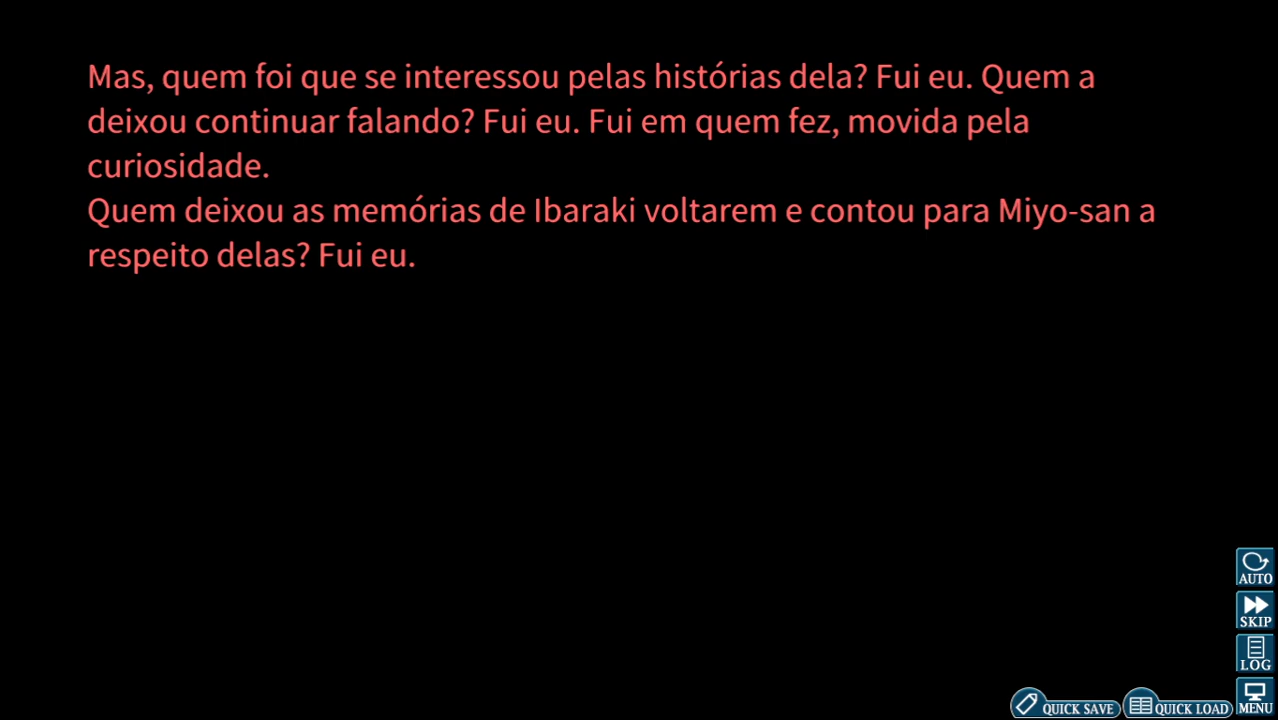 Mas, quem foi que se interessou pelas histórias dela? Fui eu. Quem a
deixou continuar falando? Fui eu. Fui em quem fez, movida pela
curiosidade.
Quem deixou as memórias de Ibaraki voltarem e contou para Miyo-san a
respeito delas? Fui eu.
AUTO
SKIP
LOG
QUICK SAVE
QUICK LOAD
MENU